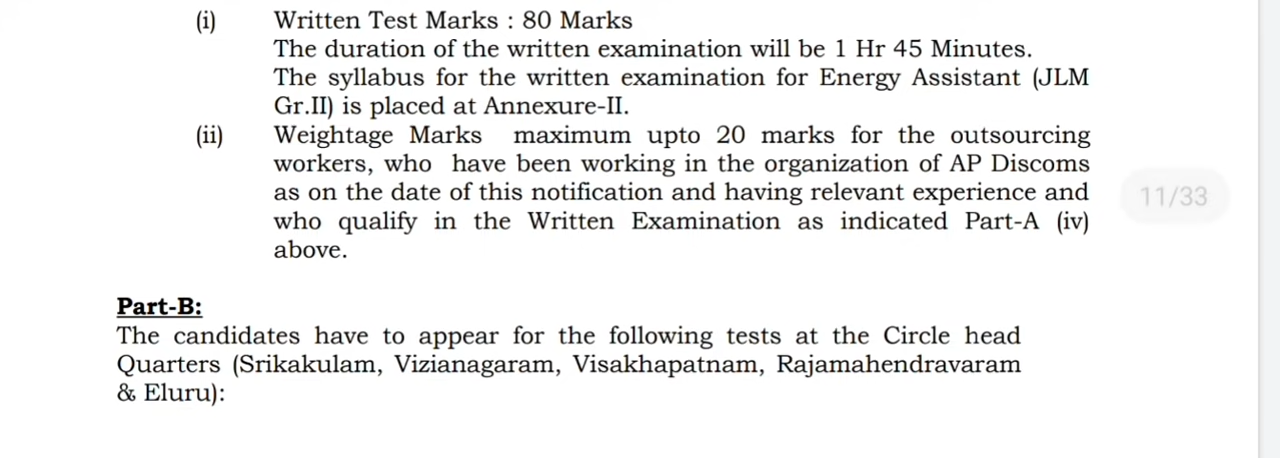 (i) Written Test Marks : 80 Marks
The duration of the written examination will be 1 Hr 45 Minutes.
The syllabus for the written examination for Energy Assistant (JLM
Gr.II) is placed at Annexure-II.
(ii) Weightage Marks maximum upto 20 marks for the outsourcing
workers, who have been working in the organization of AP Discoms
as on the date of this notification and having relevant experience and
who qualify in the Written Examination as indicated Part-A (iv)
above.
11/33
Part-B:
The candidates have to appear for the following tests at the Circle head
Quarters (Srikakulam, Vizianagaram, Visakhapatnam, Rajamahendravaram
& Eluru):